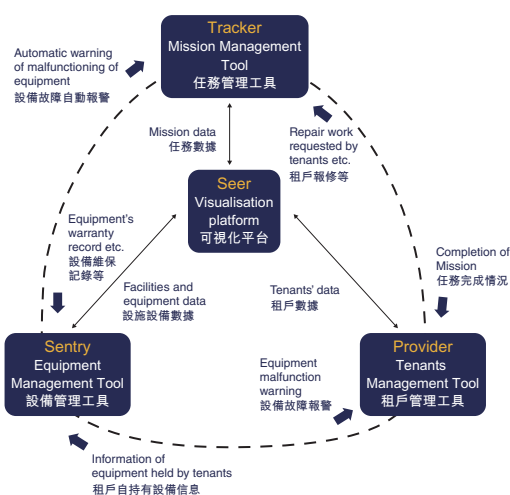 Tracker
Mission Management
Tool
任務管理工具
Automatic warning
of malfunctioning of
equipment
設備故障自動報警
Mission data
任務數據
Repair work
requested by
tenants etc.
租戶報修等
Seer
Visualisation
platform
可視化平台
Equipment's
warranty
record etc.
設備維保
記錄等
Completion of
Mission
任務完成情況
Facilities and
equipment data
設施設備數據
Tenants' data
租戶數據
Sentry
Equipment
Management Tool
設備管理工具
Provider
Tenants
Management Tool
租戶管理工具
Equipment
malfunction
warning
設備故障報警
Information of
equipment held by tenants
租戶自持有設備信息